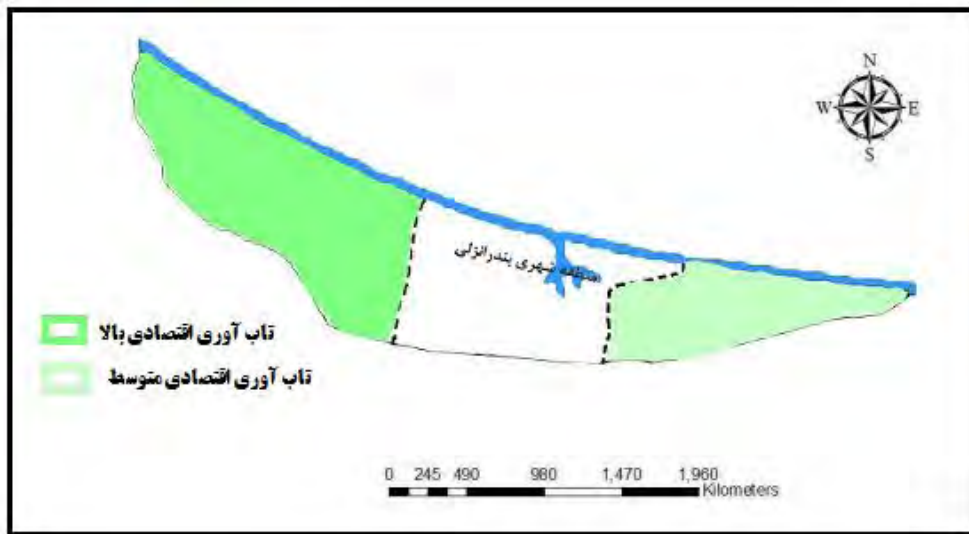 N
W E
S
منطقه شهری بندرانزلی
تاب آوری اقتصادی بالا
تاب آوری اقتصادی متوسط
0 245 490 980 1,470 1,960
Kilometers